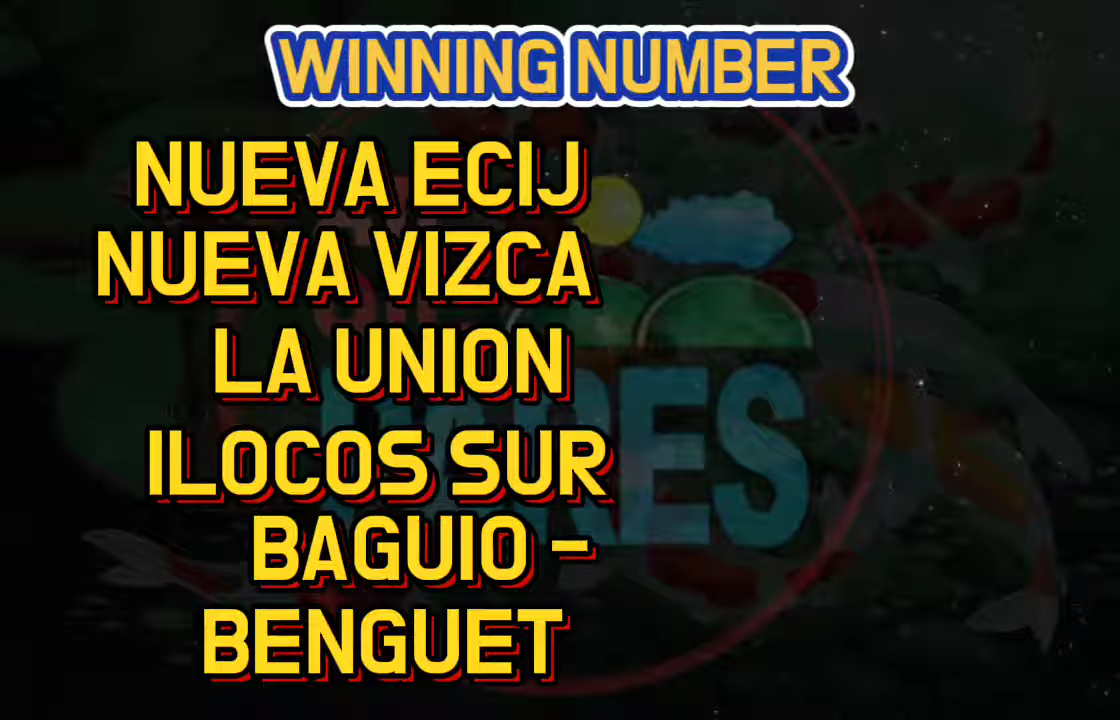 WINNING NUMBER
NUEVA ECIJ
NUEVA VIZCA
LA UNION
ILOCOS SUR
BAGUIO -
BENGUET